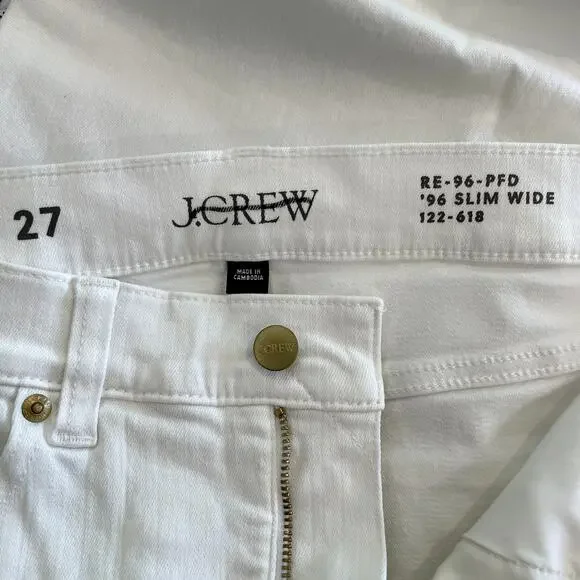 27
J.CREW
RE-96-PFD
'96 SLIM WIDE
122-618
MADE IN
CAMBODIA
J.CREW